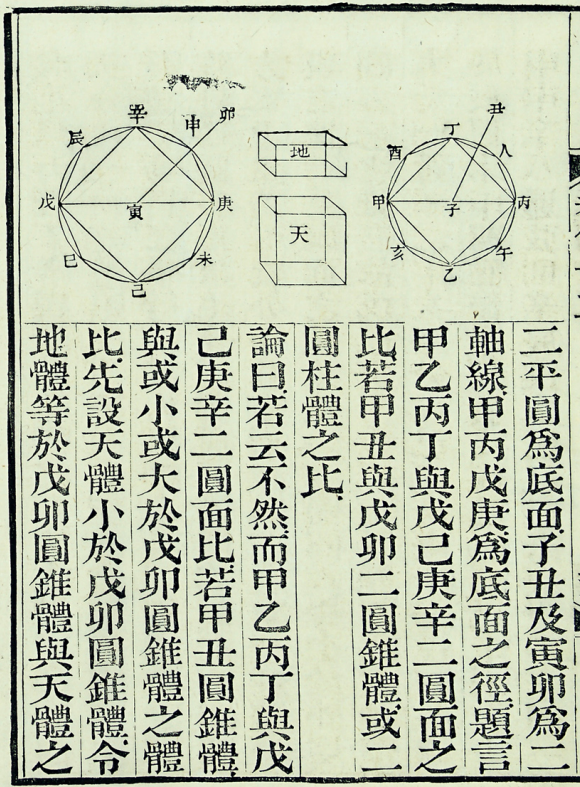 丑
丁
酉
人
甲
子
丙
亥
午
乙
地
天
卯
辛
申
辰
戊
寅
庚
巳
未
己
二平圓爲底面子丑及寅卯爲二
軸線甲丙戊庚爲底面之徑題言
甲乙丙丁與戊己庚辛二圓面之
比若甲丑與戊卯二圓錐體或二
圓柱體之比
論曰若云不然而甲乙丙丁與戊
己庚辛二圓面比若甲丑圓錐體
與或小或大於戊卯圓錐體之體
比先設天體小於戊卯圓錐體令
地體等於戊卯圓錐體與天體之